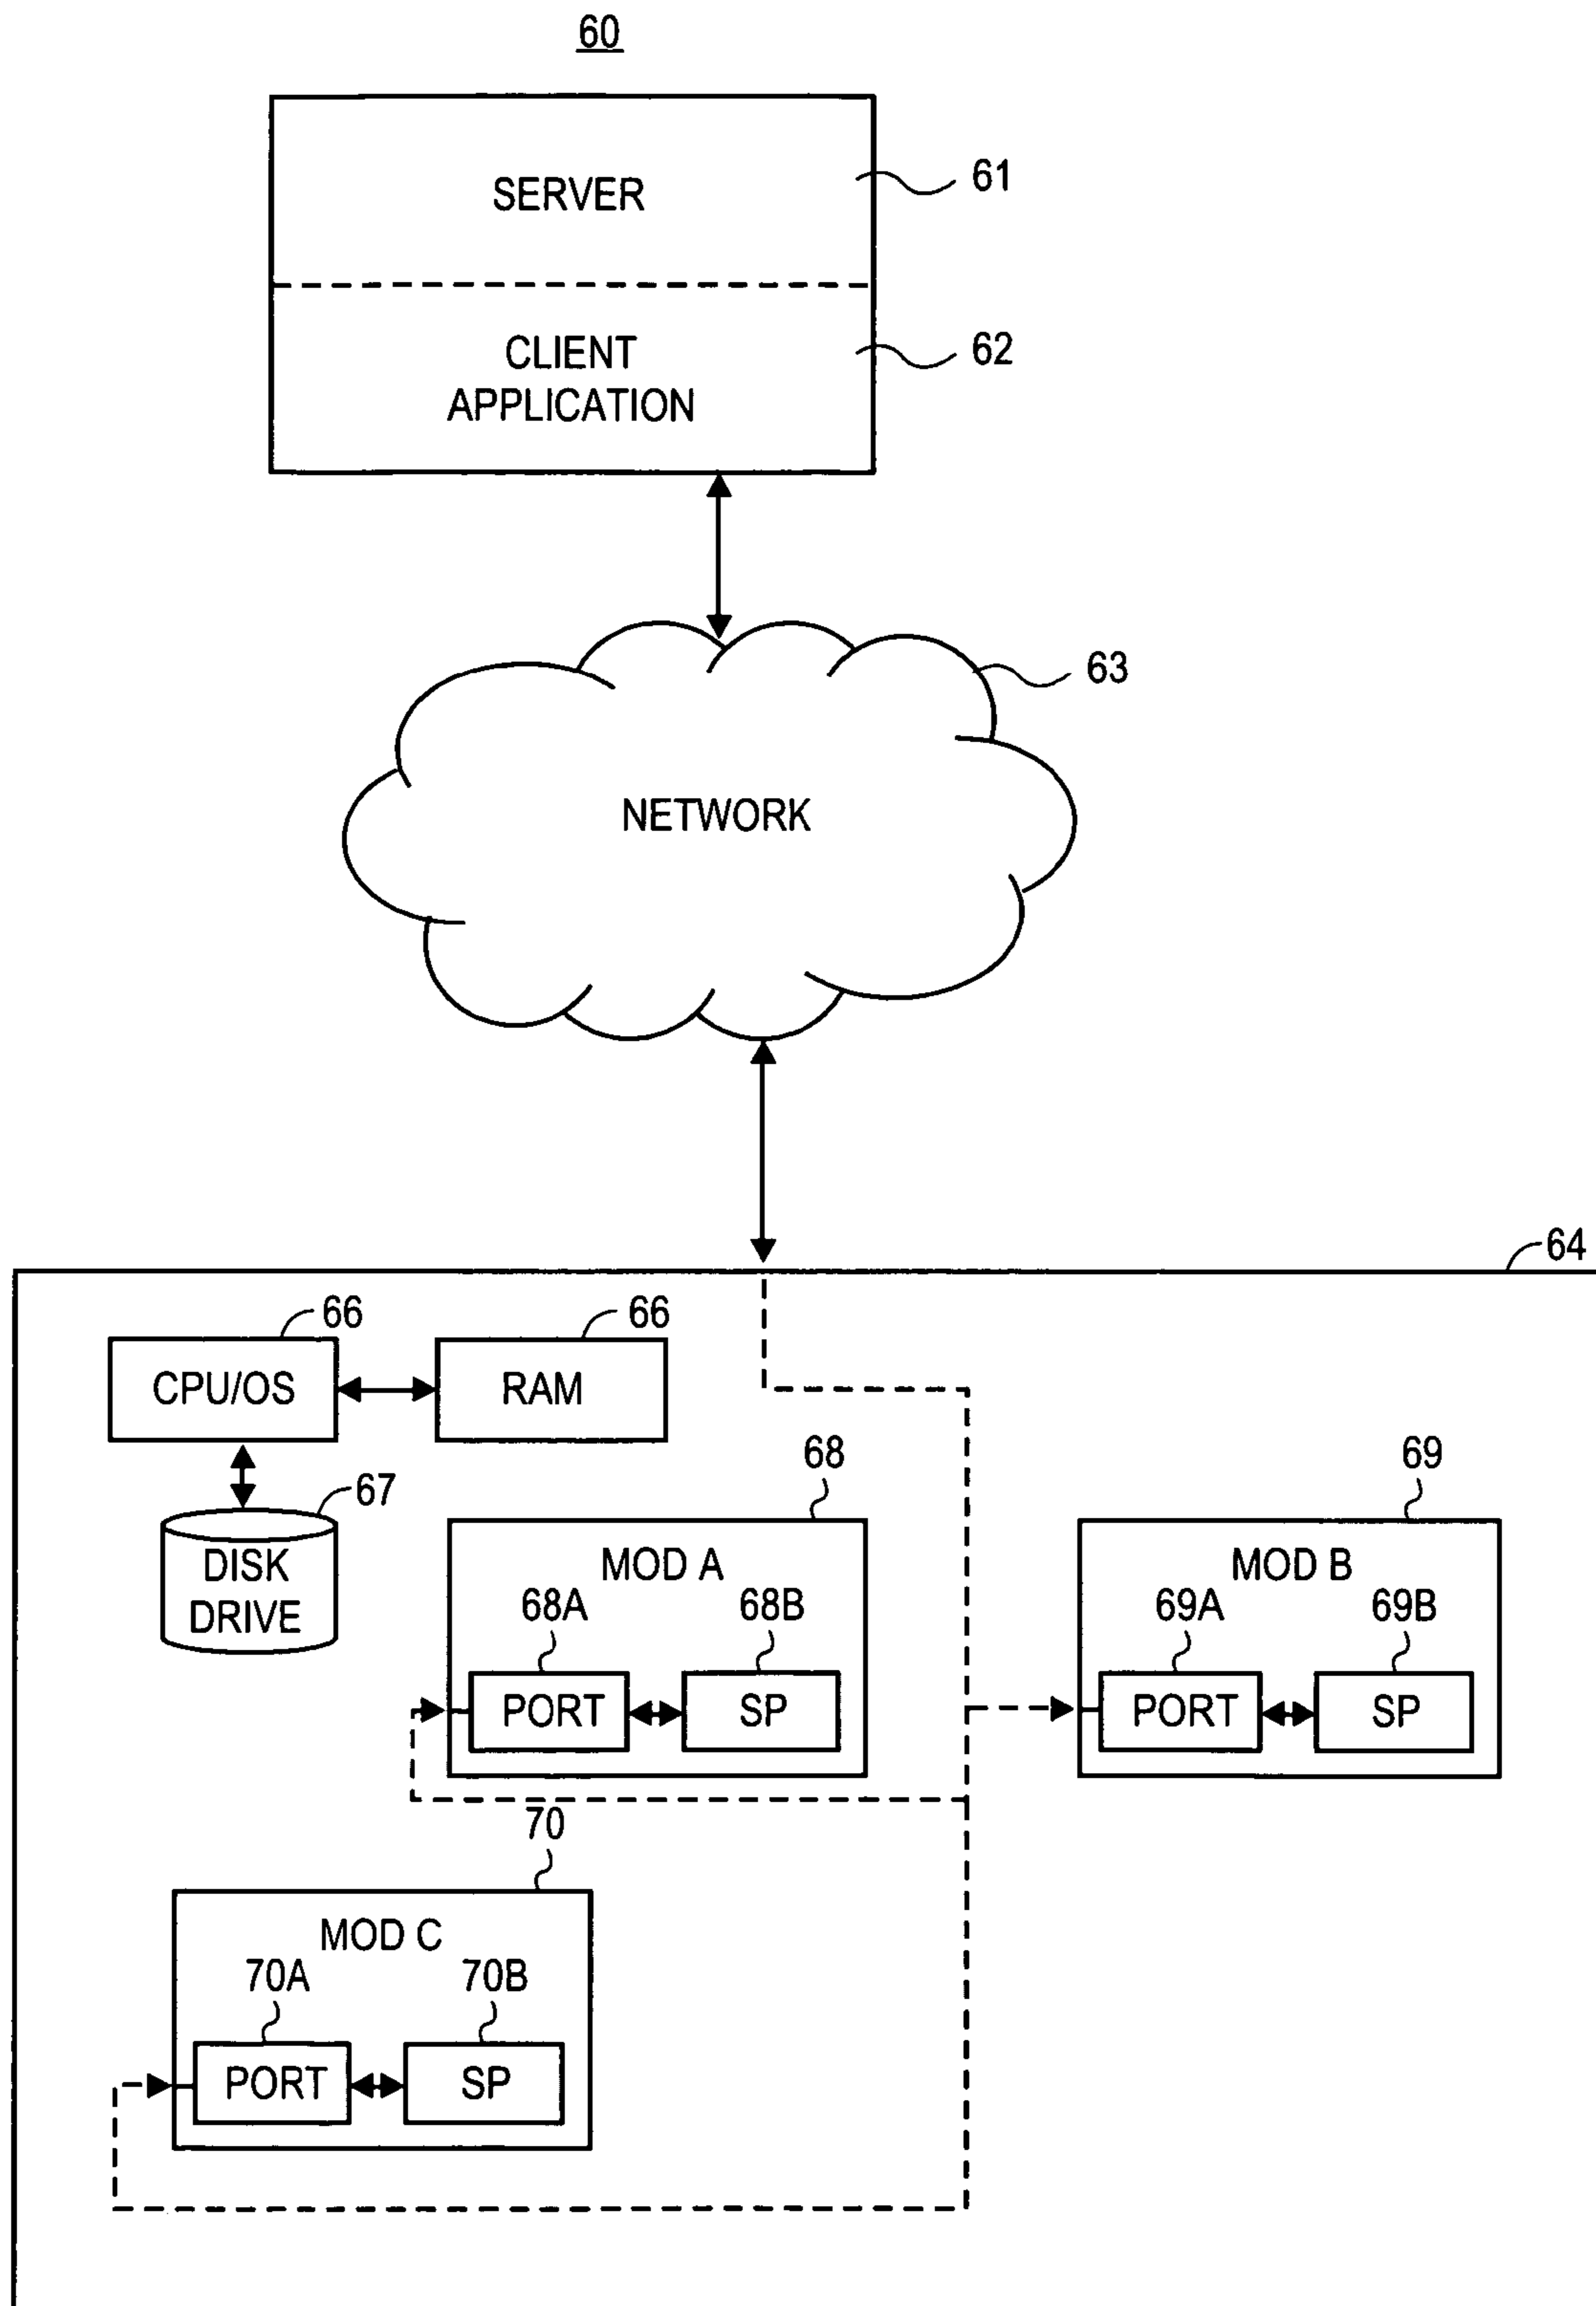 60
SERVER
61
CLIENT
APPLICATION
62
63
NETWORK
64
66
66
CPU/OS
RAM
67
DISK
DRIVE
68
MOD A
68A
68B
PORT
SP
69
MOD B
69A
69B
PORT
SP
70
MOD C
70A
70B
PORT
SP